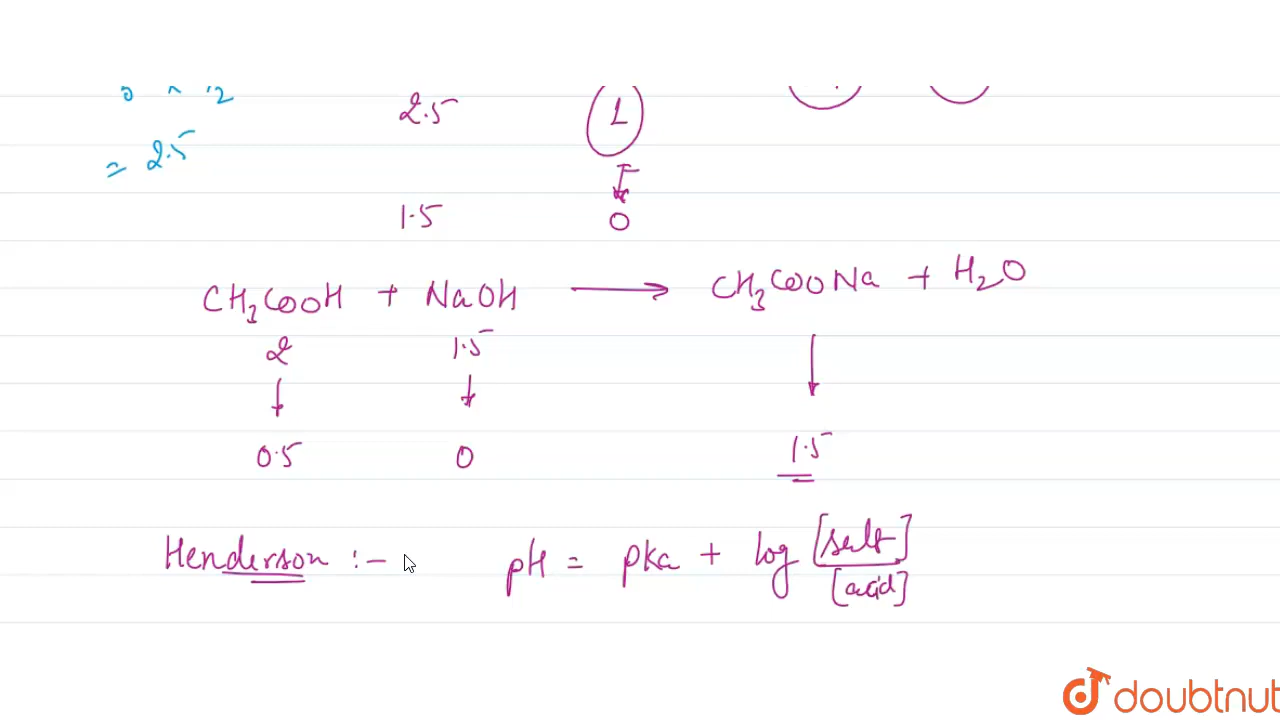 2.5 1
= 2.5
1.5 0
CH3COOH + NaOH → CH3COONa + H2O
2 1.5
0.5 0 1.5
Henderson :- pH = pka + log [salt]/[acid]
doubtnut